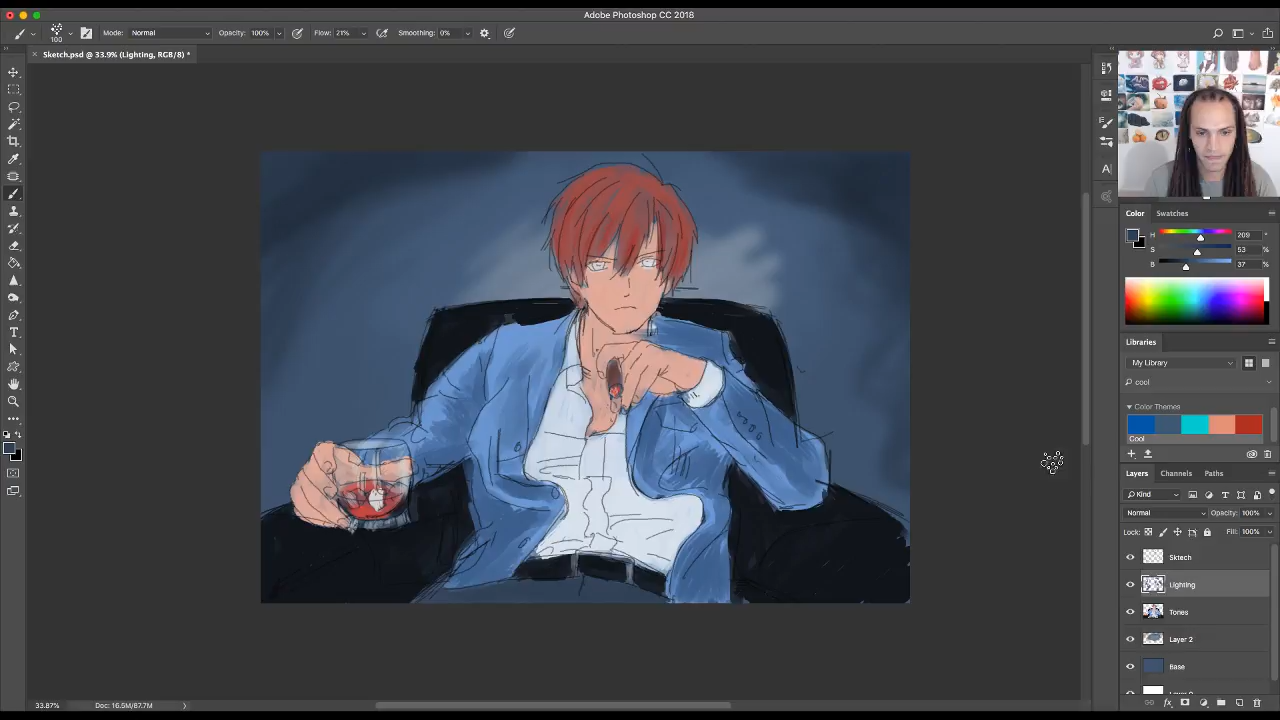 Adobe Photoshop CC 2018
100
Mode: Normal
Opacity: 100%
Flow: 21%
Smoothing: 0%
× Sketch.psd @ 33.9% (Lighting, RGB/8) *
Color
Swatches
H 209 °
S 53 %
B 37 %
Libraries
My Library
cool
Color Themes
Cool
Layers
Channels
Paths
Kind
Normal
Opacity: 100%
Lock:
Fill: 100%
Sktech
Lighting
Tones
Layer 2
Base
33.87%
Doc: 16.5M/87.7M